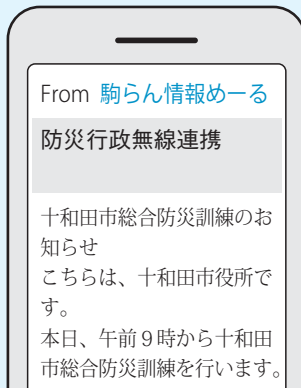 From 駒らん情報めーる
防災行政無線連携
十和田市総合防災訓練のお
知らせ
こちらは、十和田市役所で
す。
本日、午前9時から十和田
市総合防災訓練を行います。